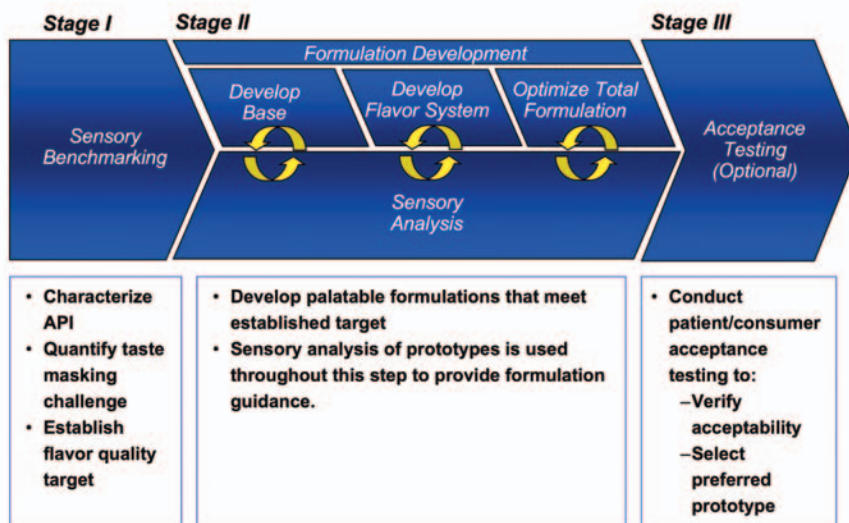 Stage I
Stage II
Stage III
Formulation Development
Develop
Base
Develop
Flavor System
Optimize Total
Formulation
Sensory
Benchmarking
Sensory
Analysis
Acceptance
Testing
(Optional)
• Characterize
API
• Quantify taste
masking
challenge
• Establish
flavor quality
target
• Develop palatable formulations that meet
established target
• Sensory analysis of prototypes is used
throughout this step to provide formulation
guidance.
• Conduct
patient/consumer
acceptance
testing to:
–Verify
acceptability
–Select
preferred
prototype